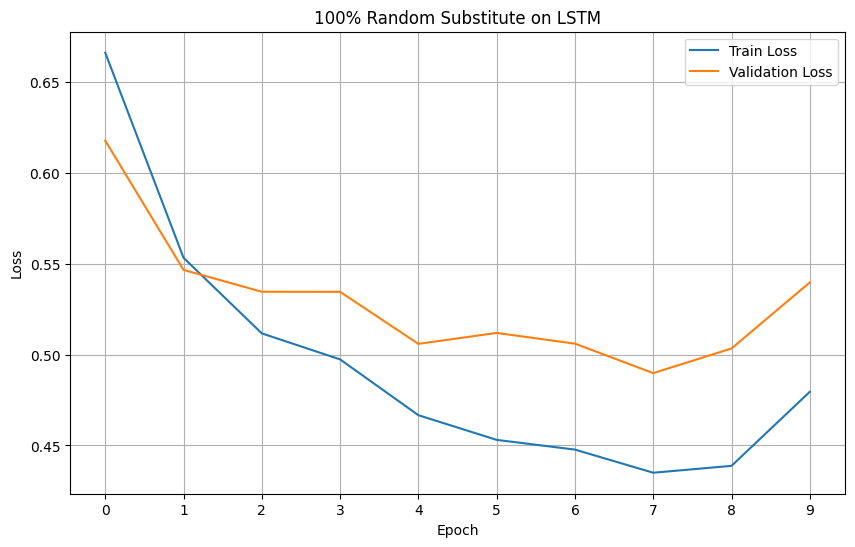 100% Random Substitute on LSTM
Train Loss
Validation Loss
0.65
0.60
0.55
0.50
0.45
Loss
0 1 2 3 4 5 6 7 8 9
Epoch